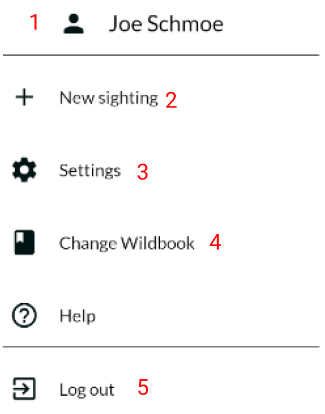 1 Joe Schmoe
New sighting 2
Settings 3
Change Wildbook 4
Help
Log out 5